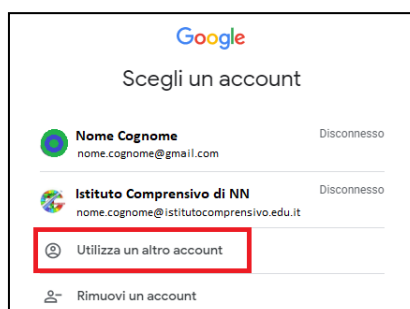 Google
Scegli un account
Nome Cognome Disconnesso
nome.cognome@gmail.com
Istituto Comprensivo di NN Disconnesso
nome.cognome@istitutocomprensivo.edu.it
Utilizza un altro account
Rimuovi un account